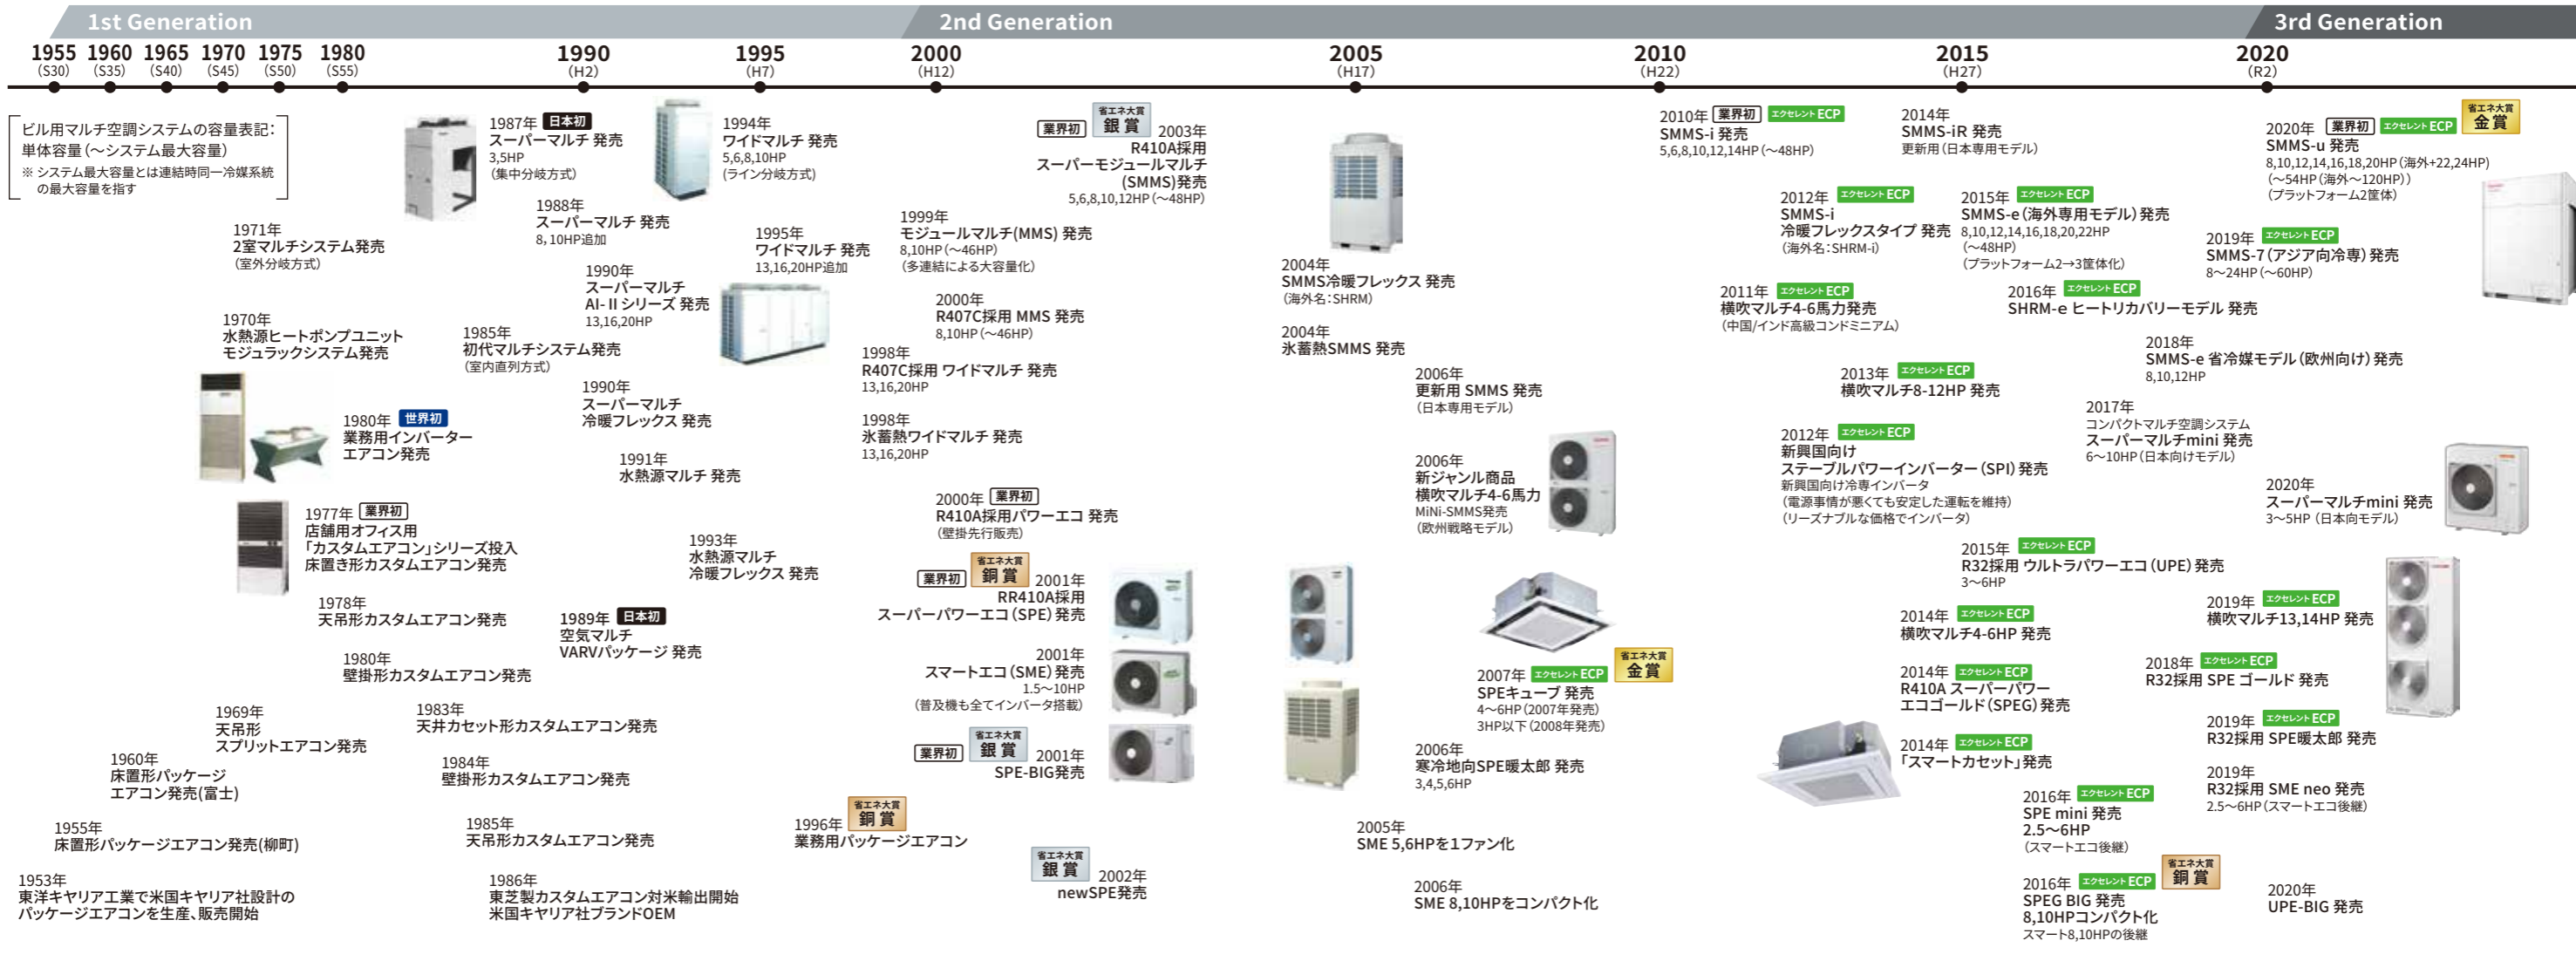 1st Generation
2nd Generation
3rd Generation
1955
(S30)
1960
(S35)
1965
(S40)
1970
(S45)
1975
(S50)
1980
(S55)
1990
(H2)
1995
(H7)
2000
(H12)
2005
(H17)
2010
(H22)
2015
(H27)
2020
(R2)
ビル用マルチ空調システムの容量表記：
単体容量（～システム最大容量）
※ システム最大容量とは連結時同一冷媒系統
の最大容量を指す
1971年
2室マルチシステム発売
（室外分岐方式）
1970年
水熱源ヒートポンプユニット
モジュラックシステム発売
1980年 世界初
業務用インバーター
エアコン発売
1977年 業界初
店舗用オフィス用
「カスタムエアコン」シリーズ投入
床置き形カスタムエアコン発売
1978年
天吊形カスタムエアコン発売
1980年
壁掛形カスタムエアコン発売
1969年
天吊形
スプリットエアコン発売
1960年
床置形パッケージ
エアコン発売(富士)
1955年
床置形パッケージエアコン発売(柳町)
1953年
東洋キヤリア工業で米国キヤリア社設計の
パッケージエアコンを生産、販売開始
1983年
天井カセット形カスタムエアコン発売
1984年
壁掛形カスタムエアコン発売
1985年
天吊形カスタムエアコン発売
1986年
東芝製カスタムエアコン対米輸出開始
米国キヤリア社ブランドOEM
1987年 日本初
スーパーマルチ 発売
3,5HP
（集中分岐方式）
1988年
スーパーマルチ 発売
8，10HP追加
1990年
スーパーマルチ
AI-Ⅱシリーズ 発売
13,16,20HP
1985年
初代マルチシステム発売
（室内直列方式）
1990年
スーパーマルチ
冷暖フレックス 発売
1991年
水熱源マルチ 発売
1993年
水熱源マルチ
冷暖フレックス 発売
1989年 日本初
空気マルチ
VARVパッケージ 発売
1994年
ワイドマルチ 発売
5,6,8,10HP
（ライン分岐方式）
1995年
ワイドマルチ 発売
13,16,20HP追加
省エネ大賞
銅賞
1996年
業務用パッケージエアコン
業界初
省エネ大賞
銀賞
2003年
R410A採用
スーパーモジュールマルチ
(SMMS)発売
5,6,8,10,12HP（～48HP）
1999年
モジュールマルチ(MMS) 発売
8,10HP（～46HP）
（多連結による大容量化）
2000年
R407C採用 MMS 発売
8,10HP（～46HP）
1998年
R407C採用 ワイドマルチ 発売
13,16,20HP
1998年
氷蓄熱ワイドマルチ 発売
13,16,20HP
2000年 業界初
R410A採用パワーエコ 発売
（壁掛先行販売）
業界初
省エネ大賞
銅賞
2001年
RR410A採用
スーパーパワーエコ（SPE）発売
2001年
スマートエコ（SME）発売
1.5～10HP
（普及機も全てインバータ搭載）
業界初
省エネ大賞
銀賞
2001年
SPE-BIG発売
省エネ大賞
銀賞
2002年
newSPE発売
2004年
SMMS冷暖フレックス 発売
（海外名：SHRM）
2004年
氷蓄熱SMMS 発売
2006年
更新用 SMMS 発売
（日本専用モデル）
2006年
新ジャンル商品
横吹マルチ4-6馬力
MiNi-SMMS発売
（欧州戦略モデル）
省エネ大賞
金賞
2007年 エクセレントECP
SPEキューブ 発売
4～6HP（2007年発売）
3HP以下（2008年発売）
2006年
寒冷地向SPE暖太郎 発売
3,4,5,6HP
2005年
SME 5,6HPを1ファン化
2006年
SME 8,10HPをコンパクト化
2010年 業界初 エクセレントECP
SMMS-i 発売
5,6,8,10,12,14HP（～48HP）
2014年
SMMS-iR 発売
更新用（日本専用モデル）
2012年 エクセレントECP
SMMS-i
冷暖フレックスタイプ 発売
（海外名：SHRM-i）
2015年 エクセレントECP
SMMS-e（海外専用モデル）発売
8,10,12,14,16,18,20,22HP
（～48HP）
（プラットフォーム2→3筐体化）
2011年 エクセレントECP
横吹マルチ4-6馬力発売
（中国/インド高級コンドミニアム）
2016年 エクセレントECP
SHRM-e ヒートリカバリーモデル 発売
2013年 エクセレントECP
横吹マルチ8-12HP 発売
2018年
SMMS-e 省冷媒モデル（欧州向け）発売
8,10,12HP
2017年
コンパクトマルチ空調システム
スーパーマルチmini 発売
6～10HP（日本向けモデル）
2012年 エクセレントECP
新興国向け
ステーブルパワーインバーター（SPI）発売
新興国向け冷専インバータ
（電源事情が悪くても安定した運転を維持）
（リーズナブルな価格でインバータ）
2015年 エクセレントECP
R32採用 ウルトラパワーエコ（UPE）発売
3～6HP
2014年 エクセレントECP
横吹マルチ4-6HP 発売
2014年 エクセレントECP
R410A スーパーパワー
エコゴールド（SPEG）発売
2014年 エクセレントECP
「スマートカセット」発売
2016年 エクセレントECP
SPE mini 発売
2.5～6HP
（スマートエコ後継）
省エネ大賞
銅賞
2016年 エクセレントECP
SPEG BIG 発売
8,10HPコンパクト化
スマート8,10HPの後継
2020年 業界初 エクセレントECP
省エネ大賞
金賞
SMMS-u 発売
8,10,12,14,16,18,20HP（海外+22,24HP）
（～54HP（海外～120HP））
（プラットフォーム2筐体）
2019年 エクセレントECP
SMMS-7（アジア向冷専）発売
8～24HP（～60HP）
2020年
スーパーマルチmini 発売
3～5HP （日本向モデル）
2019年 エクセレントECP
横吹マルチ13,14HP 発売
2018年 エクセレントECP
R32採用 SPE ゴールド 発売
2019年 エクセレントECP
R32採用 SPE暖太郎 発売
2019年
R32採用 SME neo 発売
2.5～6HP（スマートエコ後継）
2020年
UPE-BIG 発売